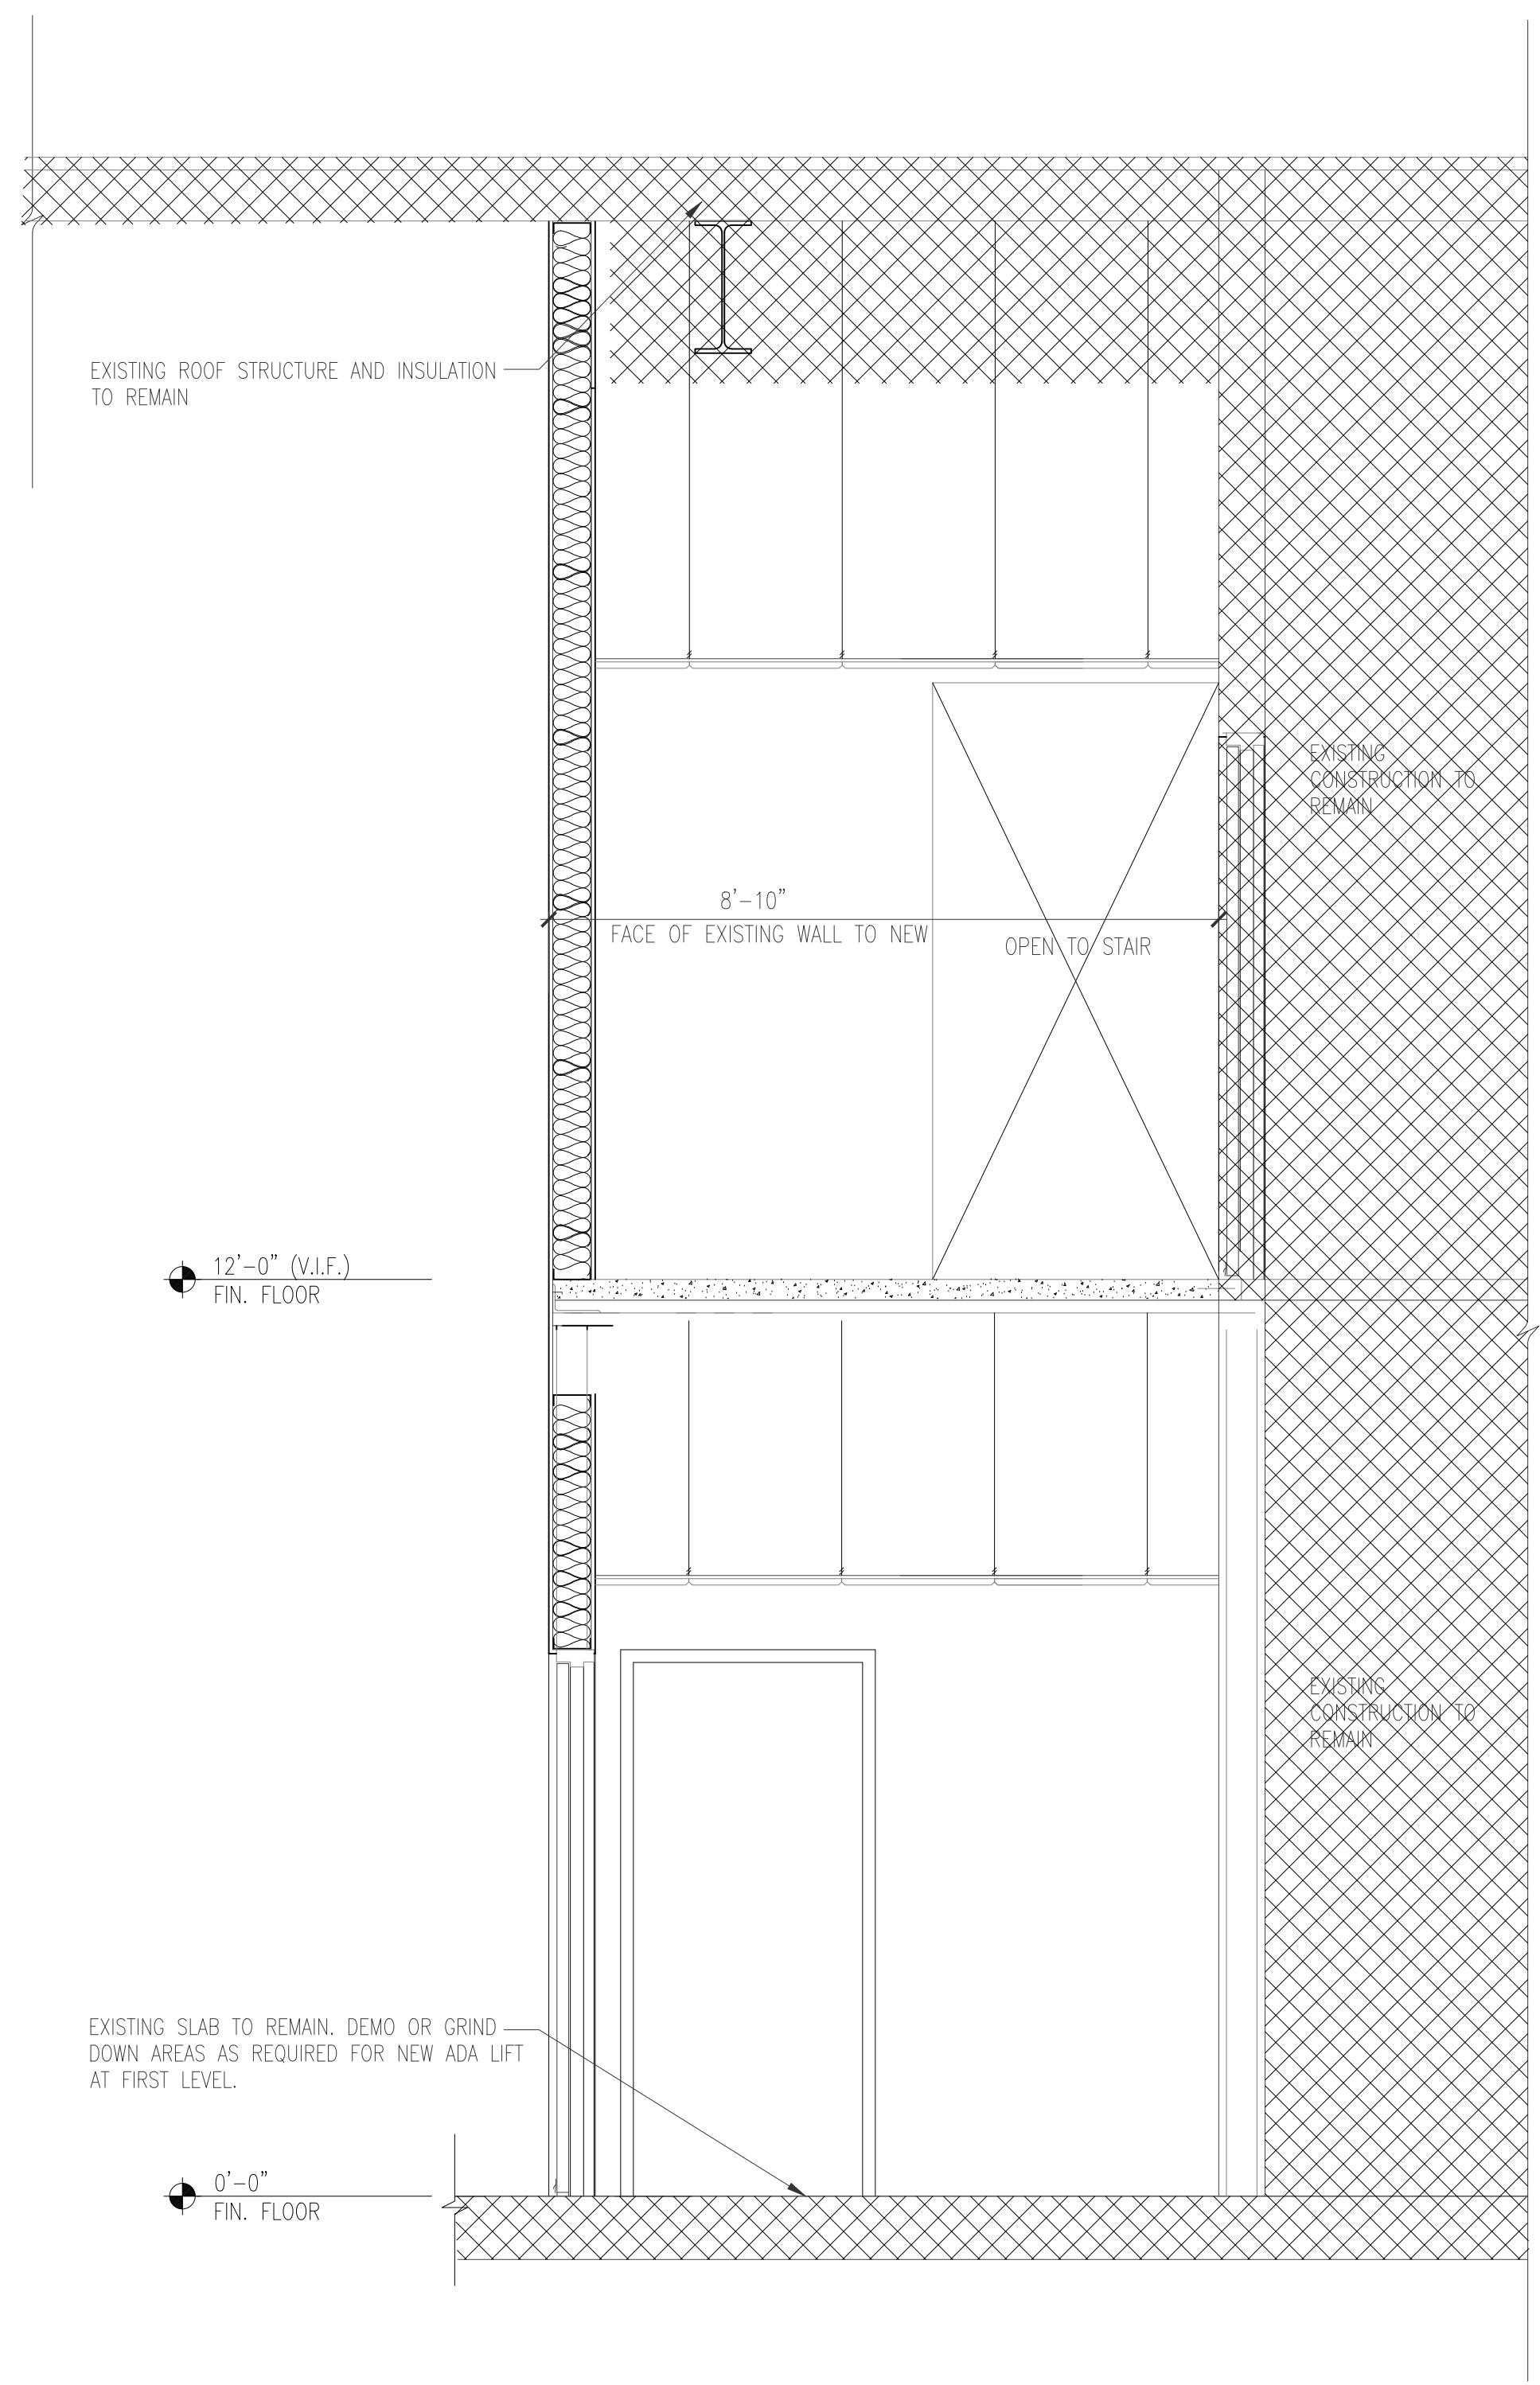 EXISTING ROOF STRUCTURE AND INSULATION
TO REMAIN
EXISTING
CONSTRUCTION TO
REMAIN
8'-10"
FACE OF EXISTING WALL TO NEW
OPEN TO STAIR
12'-0" (V.I.F.)
FIN. FLOOR
EXISTING
CONSTRUCTION TO
REMAIN
EXISTING SLAB TO REMAIN. DEMO OR GRIND
DOWN AREAS AS REQUIRED FOR NEW ADA LIFT
AT FIRST LEVEL.
0'-0"
FIN. FLOOR